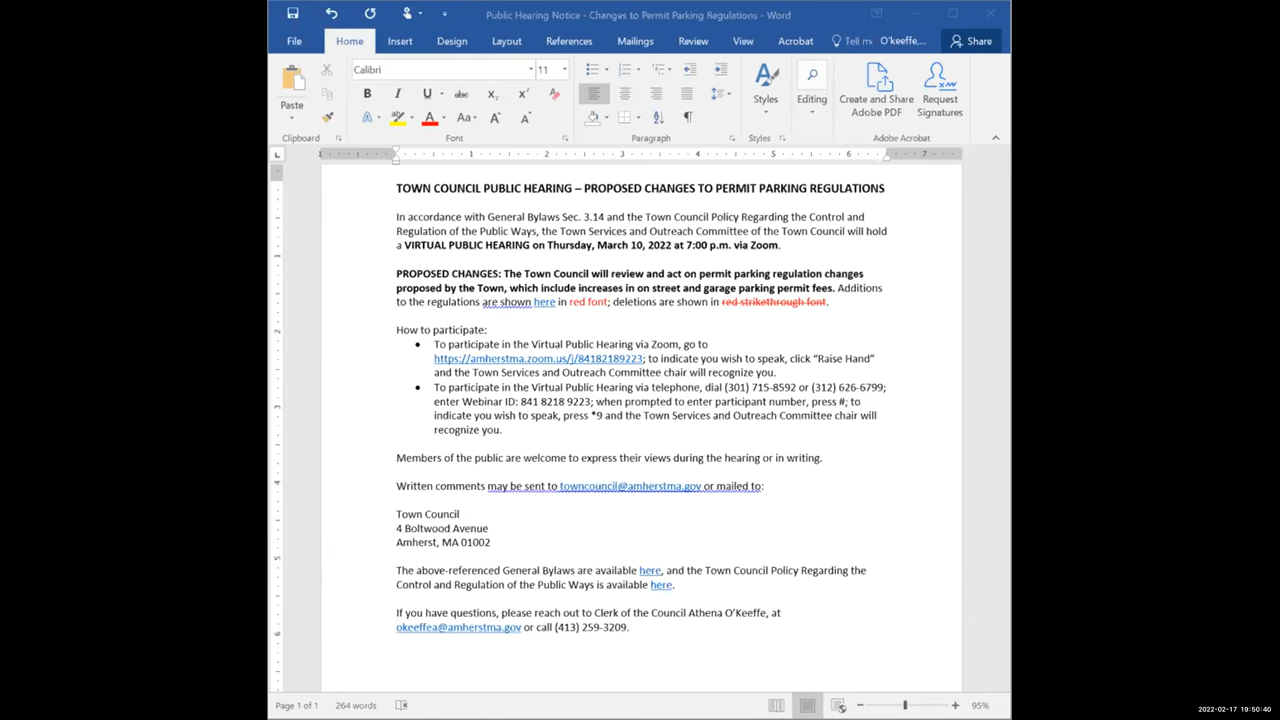 Public Hearing Notice - Changes to Permit Parking Regulations - Word
File Home Insert Design Layout References Mailings Review View Acrobat Tell m O'keeffe,... Share
Calibri 11
Paste
B I U abc X₂ X²
Styles Editing Create and Share Adobe PDF Request Signatures
A ab A Aa A A
Clipboard Font Paragraph Styles Adobe Acrobat
1 1 2 3 4 5 6 7
TOWN COUNCIL PUBLIC HEARING – PROPOSED CHANGES TO PERMIT PARKING REGULATIONS
In accordance with General Bylaws Sec. 3.14 and the Town Council Policy Regarding the Control and
Regulation of the Public Ways, the Town Services and Outreach Committee of the Town Council will hold
a VIRTUAL PUBLIC HEARING on Thursday, March 10, 2022 at 7:00 p.m. via Zoom.
PROPOSED CHANGES: The Town Council will review and act on permit parking regulation changes
proposed by the Town, which include increases in on street and garage parking permit fees. Additions
to the regulations are shown here in red font; deletions are shown in red strikethrough font.
How to participate:
• To participate in the Virtual Public Hearing via Zoom, go to
https://amherstma.zoom.us/j/84182189223; to indicate you wish to speak, click “Raise Hand”
and the Town Services and Outreach Committee chair will recognize you.
• To participate in the Virtual Public Hearing via telephone, dial (301) 715-8592 or (312) 626-6799;
enter Webinar ID: 841 8218 9223; when prompted to enter participant number, press #; to
indicate you wish to speak, press *9 and the Town Services and Outreach Committee chair will
recognize you.
Members of the public are welcome to express their views during the hearing or in writing.
Written comments may be sent to towncouncil@amherstma.gov or mailed to:
Town Council
4 Boltwood Avenue
Amherst, MA 01002
The above-referenced General Bylaws are available here, and the Town Council Policy Regarding the
Control and Regulation of the Public Ways is available here.
If you have questions, please reach out to Clerk of the Council Athena O’Keeffe, at
okeeffea@amherstma.gov or call (413) 259-3209.
Page 1 of 1 264 words 95%
2022-02-17 19:50:40